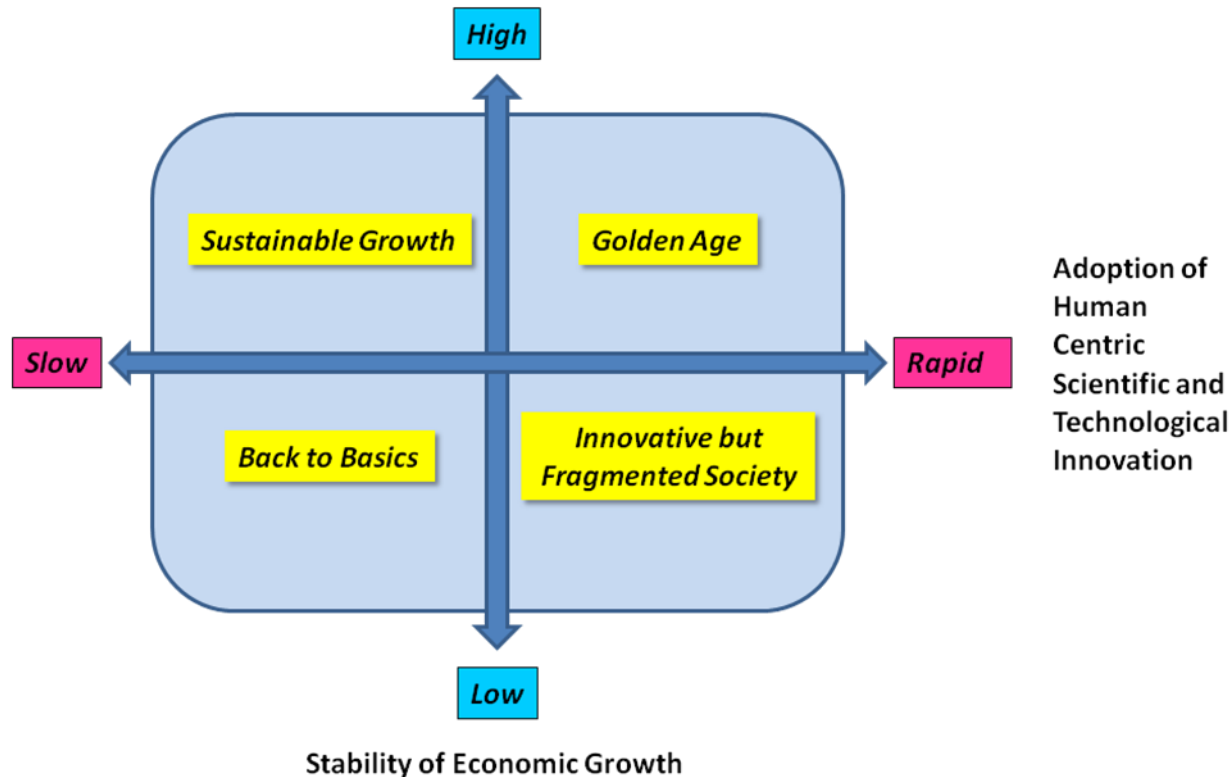 High
Sustainable Growth
Golden Age
Slow
Rapid
Adoption of
Human
Centric
Scientific and
Technological
Innovation
Back to Basics
Innovative but
Fragmented Society
Low
Stability of Economic Growth